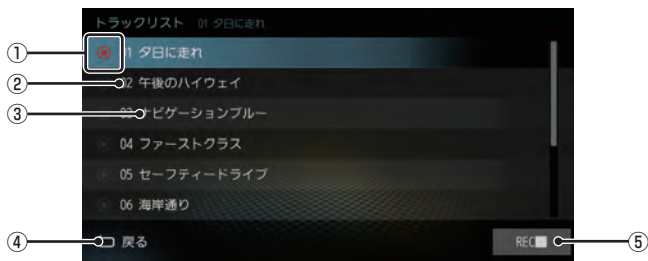 トラックリスト 01 夕日に走れ
① 01 夕日に走れ
② 02 午後のハイウェイ
③ 03 ナビゲーションブルー
04 ファーストクラス
05 セーフティードライブ
06 海岸通り
④ 戻る REC ⑤